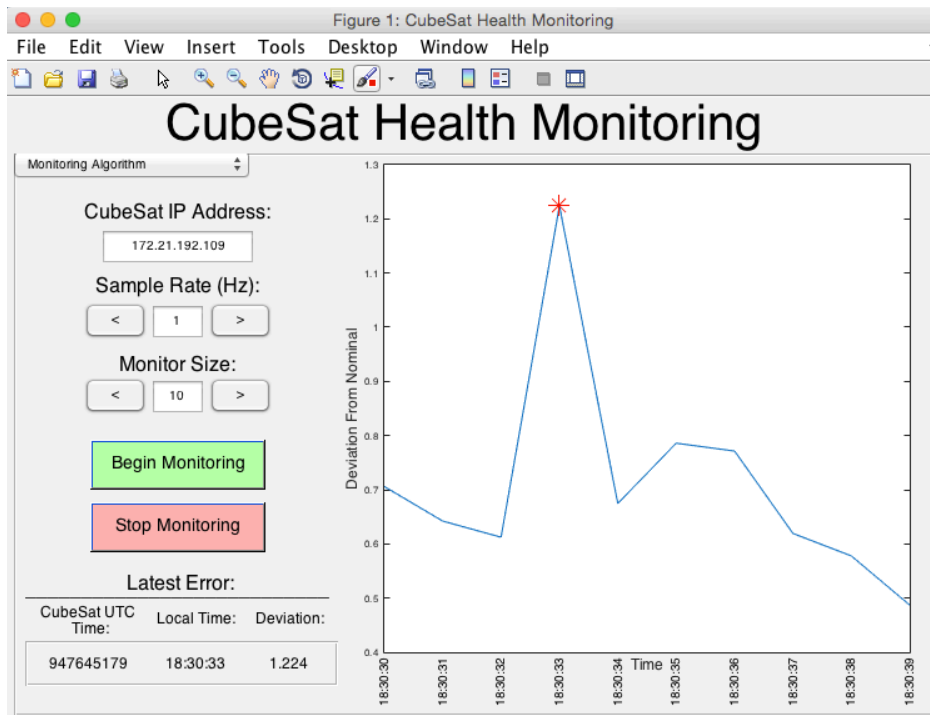 Figure 1: CubeSat Health Monitoring
File Edit View Insert Tools Desktop Window Help
CubeSat Health Monitoring
Monitoring Algorithm
CubeSat IP Address:
172.21.192.109
Sample Rate (Hz):
< 1 >
Monitor Size:
< 10 >
Begin Monitoring
Stop Monitoring
Latest Error:
CubeSat UTC
Time:
Local Time:
Deviation:
947645179 18:30:33 1.224
Deviation From Nominal
1.3
1.2
1.1
1
0.9
0.8
0.7
0.6
0.5
0.4
18:30:30
18:30:31
18:30:32
18:30:33
18:30:34
Time
18:30:35
18:30:36
18:30:37
18:30:38
18:30:39